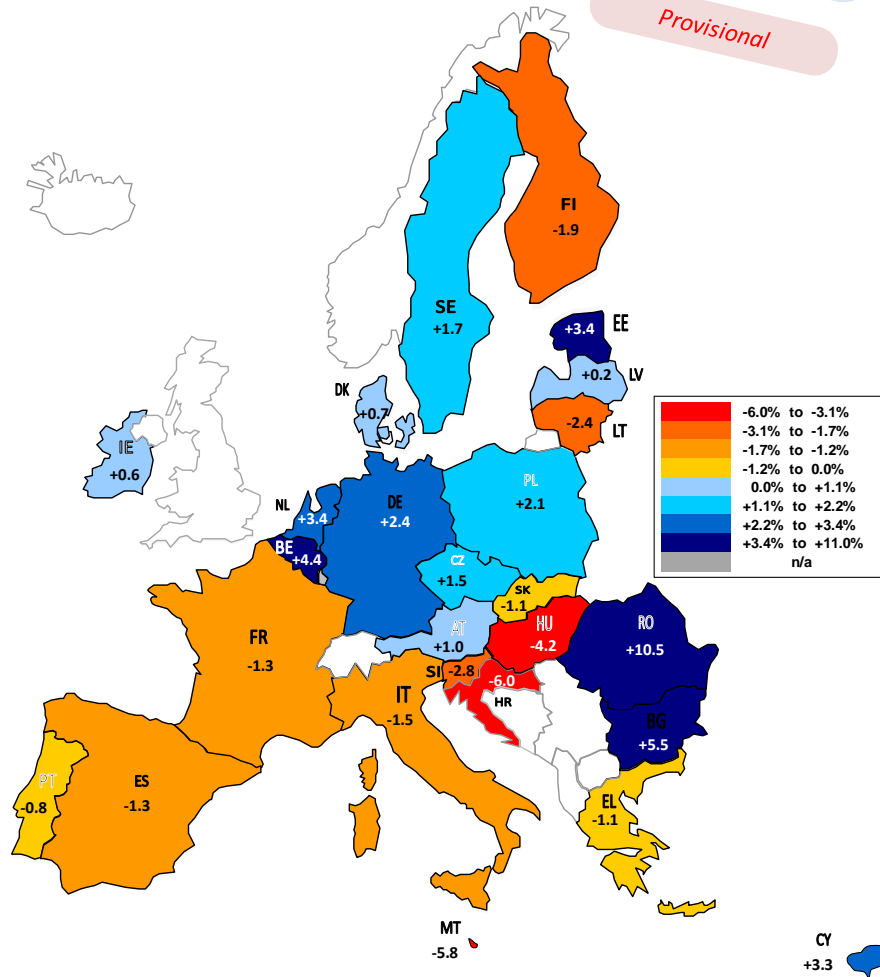 Provisional
FI
-1.9
SE
+1.7
+3.4
EE
+0.2
LV
DK
+0.7
-2.4
LT
-6.0% to -3.1%
-3.1% to -1.7%
-1.7% to -1.2%
-1.2% to 0.0%
0.0% to +1.1%
+1.1% to +2.2%
+2.2% to +3.4%
+3.4% to +11.0%
n/a
IE
+0.6
NL
+3.4
DE
+2.4
PL
+2.1
BE
+4.4
CZ
+1.5
SK
-1.1
AT
+1.0
HU
-4.2
RO
+10.5
FR
-1.3
SI
-2.8
-6.0
HR
IT
-1.5
BG
+5.5
PT
-0.8
ES
-1.3
EL
-1.1
MT
-5.8
CY
+3.3